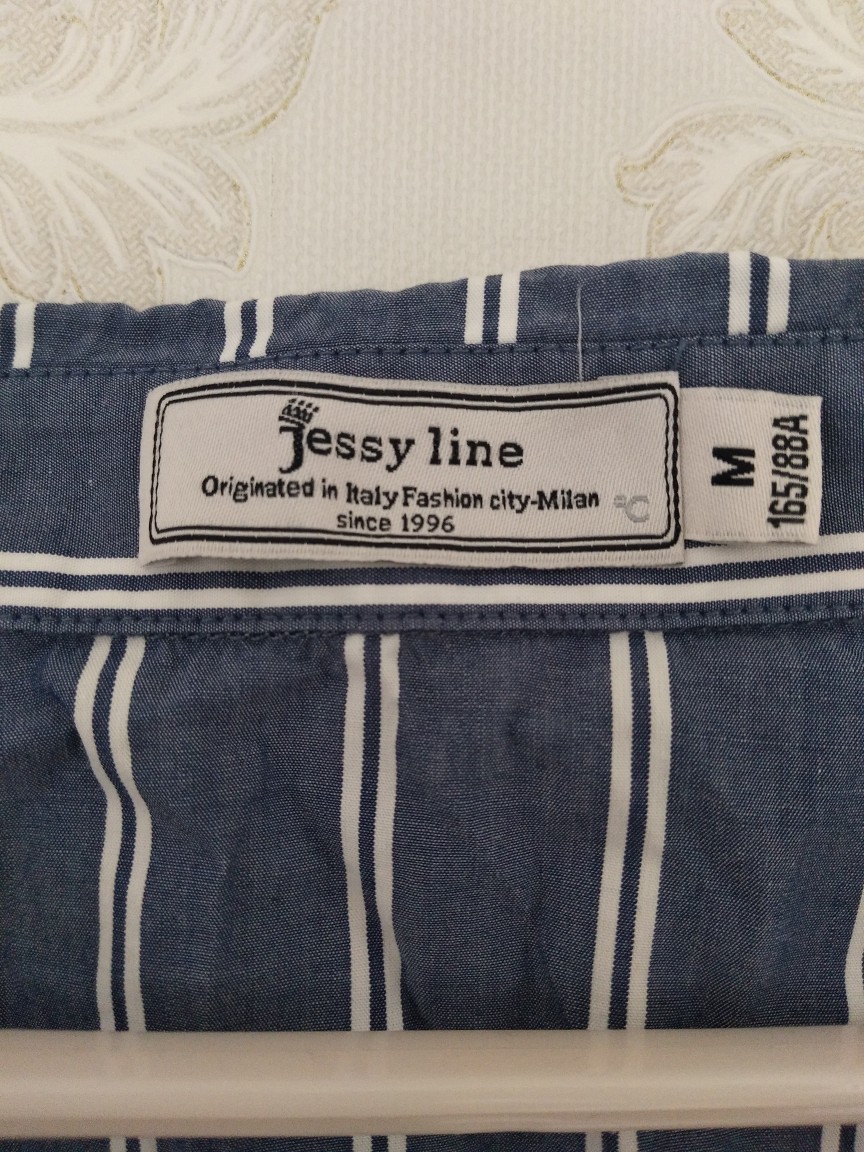 Jessy line
Originated in Italy Fashion city-Milan
since 1996
°C
M
165/88A